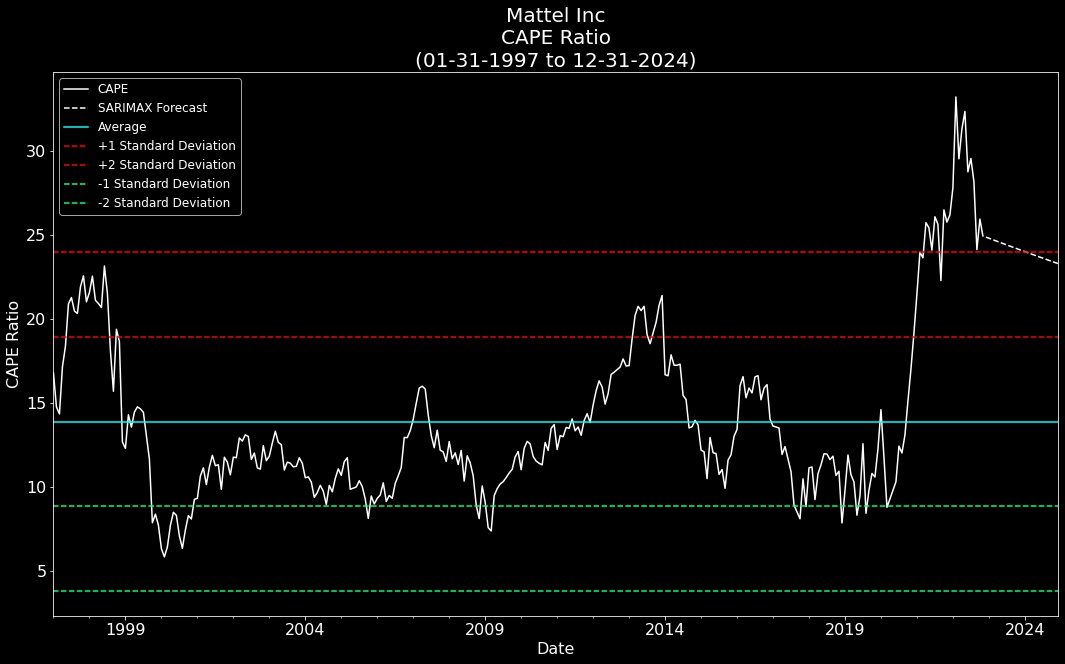 Mattel Inc
CAPE Ratio
(01-31-1997 to 12-31-2024)
CAPE
SARIMAX Forecast
Average
+1 Standard Deviation
+2 Standard Deviation
-1 Standard Deviation
-2 Standard Deviation
CAPE Ratio
30
25
20
15
10
5
1999
2004
2009
2014
2019
2024
Date